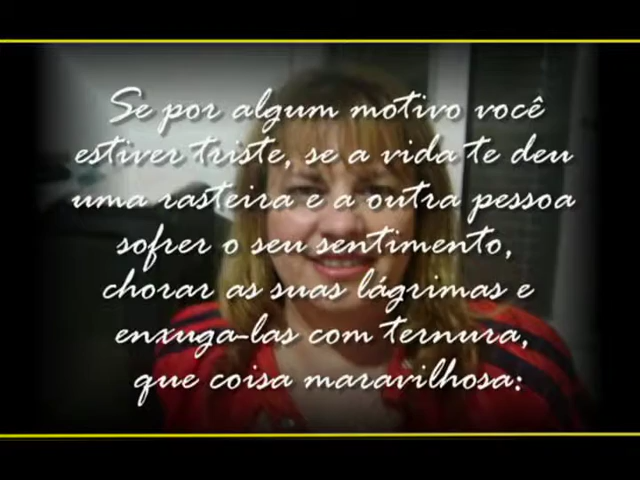 Se por algum motivo você
estiver triste, se a vida te deu
uma rasteira e a outra pessoa
sofrer o seu sentimento,
chorar as suas lágrimas e
enxuga-las com ternura,
que coisa maravilhosa: